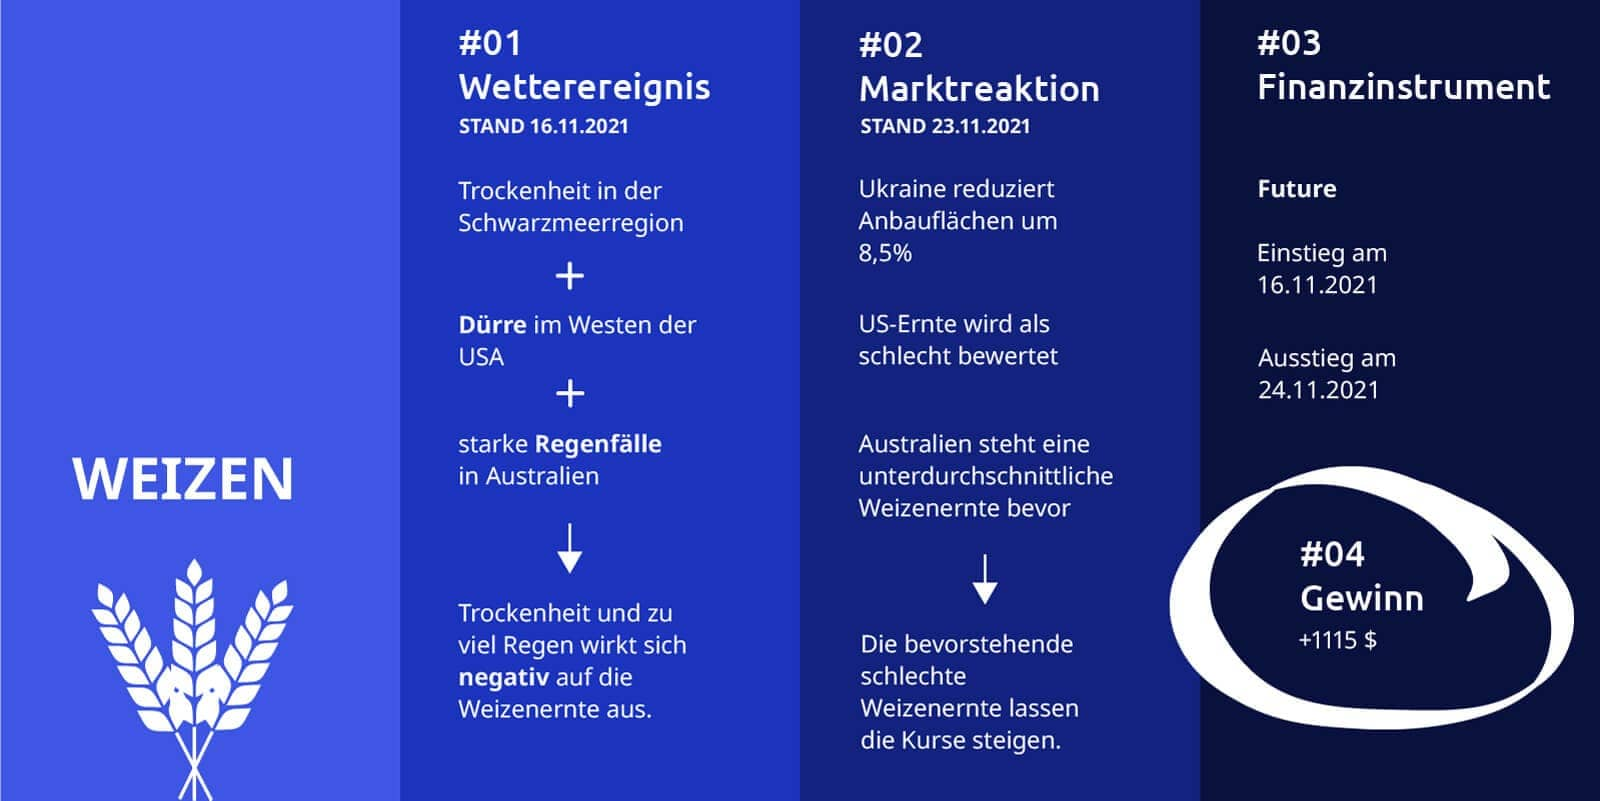 WEIZEN
#01
Wetterereignis
STAND 16.11.2021
Trockenheit in der
Schwarzmeerregion
+
Dürre im Westen der
USA
+
starke Regenfälle
in Australien
Trockenheit und zu
viel Regen wirkt sich
negativ auf die
Weizenernte aus.
#02
Marktreaktion
STAND 23.11.2021
Ukraine reduziert
Anbauflächen um
8,5%
US-Ernte wird als
schlecht bewertet
Australien steht eine
unterdurchschnittliche
Weizenernte bevor
Die bevorstehende
schlechte
Weizenernte lassen
die Kurse steigen.
#03
Finanzinstrument
Future
Einstieg am
16.11.2021
Ausstieg am
24.11.2021
#04
Gewinn
+1115 $